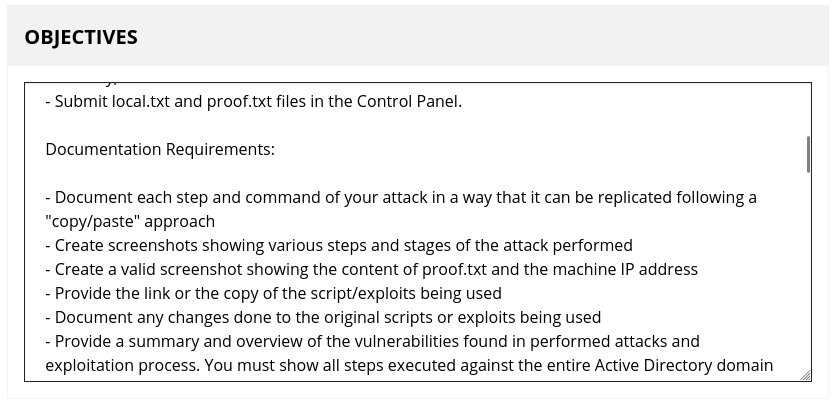 OBJECTIVES
- Submit local.txt and proof.txt files in the Control Panel.
Documentation Requirements:
- Document each step and command of your attack in a way that it can be replicated following a
"copy/paste" approach
- Create screenshots showing various steps and stages of the attack performed
- Create a valid screenshot showing the content of proof.txt and the machine IP address
- Provide the link or the copy of the script/exploits being used
- Document any changes done to the original scripts or exploits being used
- Provide a summary and overview of the vulnerabilities found in performed attacks and
exploitation process. You must show all steps executed against the entire Active Directory domain